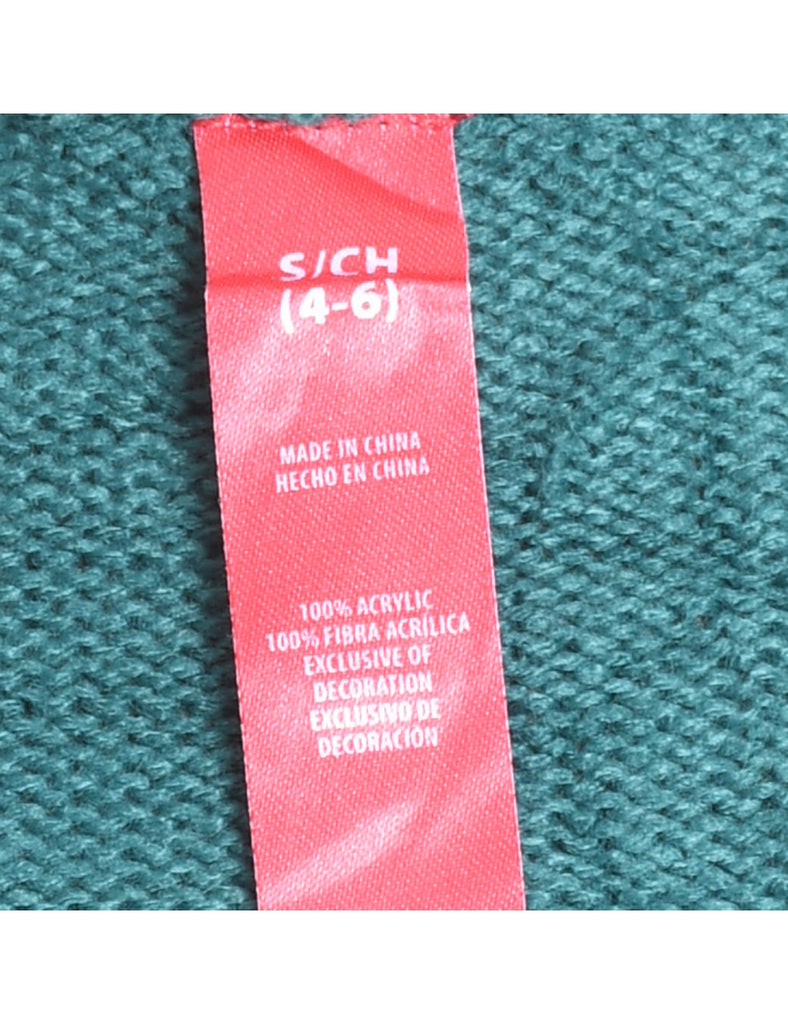 S/CH
(4-6)
MADE IN CHINA
HECHO EN CHINA
100% ACRYLIC
100% FIBRA ACRÍLICA
EXCLUSIVE OF
DECORATION
EXCLUSIVO DE
DECORACIÓN